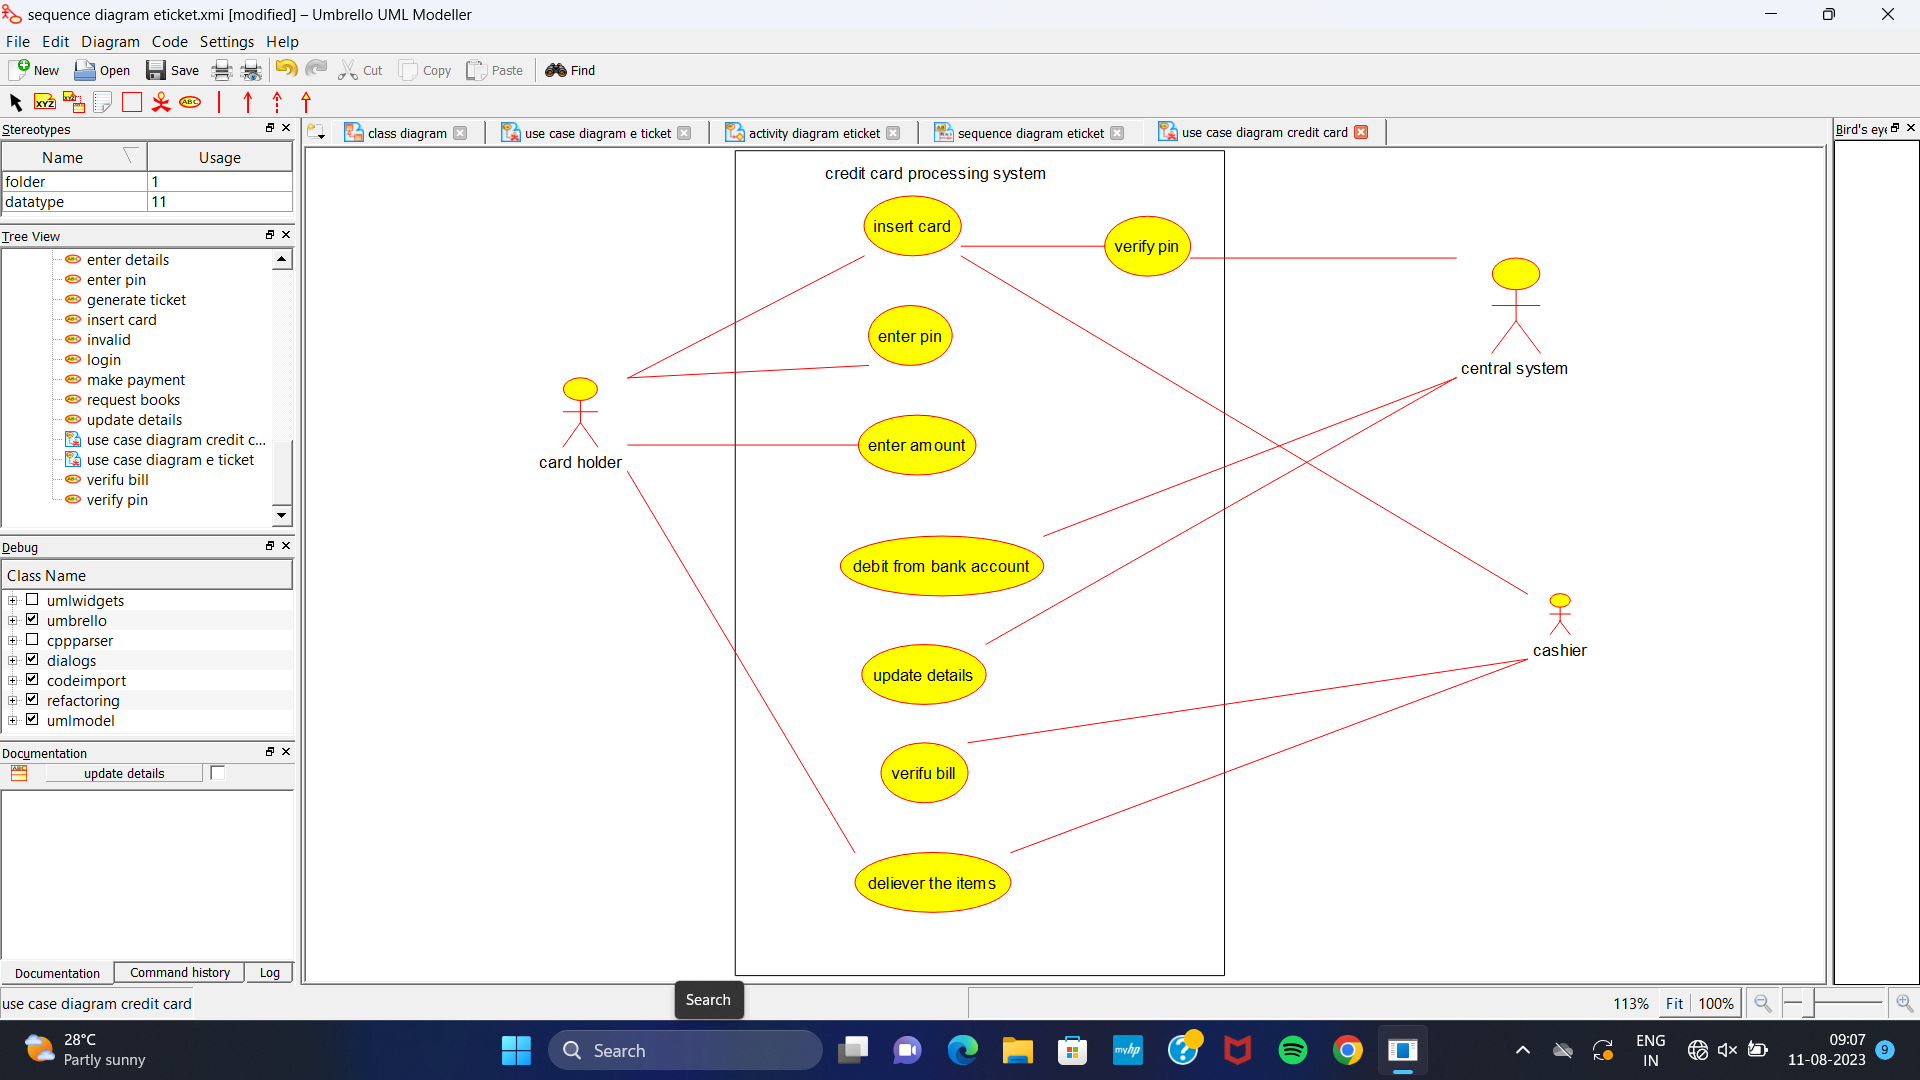 sequence diagram eticket.xmi [modified] – Umbrello UML Modeller
File Edit Diagram Code Settings Help
New Open Save Cut Copy Paste Find
XYZ XYZ ABC
Stereotypes
Name Usage
folder 1
datatype 11
Tree View
enter details
enter pin
generate ticket
insert card
invalid
login
make payment
request books
update details
use case diagram credit c...
use case diagram e ticket
verifu bill
verify pin
Debug
Class Name
umlwidgets
umbrello
cppparser
dialogs
codeimport
refactoring
umlmodel
Documentation
update details
Documentation Command history Log
class diagram use case diagram e ticket activity diagram eticket sequence diagram eticket use case diagram credit card
Bird's eye
credit card processing system
insert card
verify pin
enter pin
central system
card holder
enter amount
debit from bank account
cashier
update details
verifu bill
deliever the items
use case diagram credit card
Search
113% Fit 100%
28°C
Partly sunny
Search
myhp
ENG
IN
09:07
11-08-2023
9